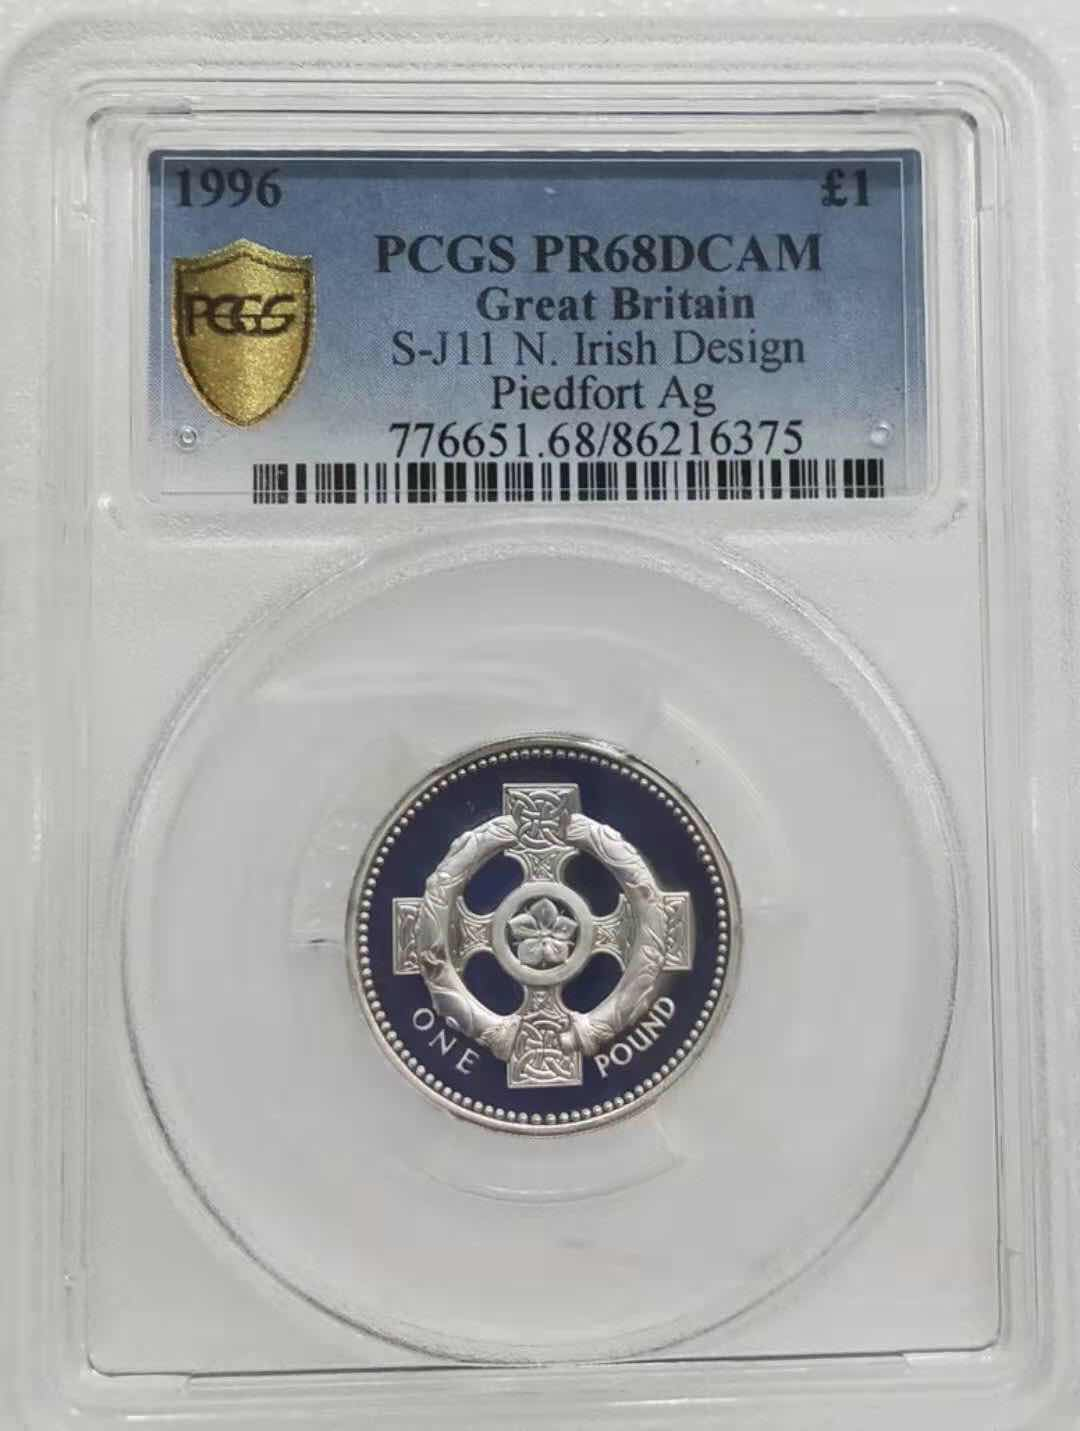 1996 £1
PCGS PR68DCAM
PCGS
Great Britain
S-J11 N. Irish Design
Piedfort Ag
776651.68/86216375
ONE POUND